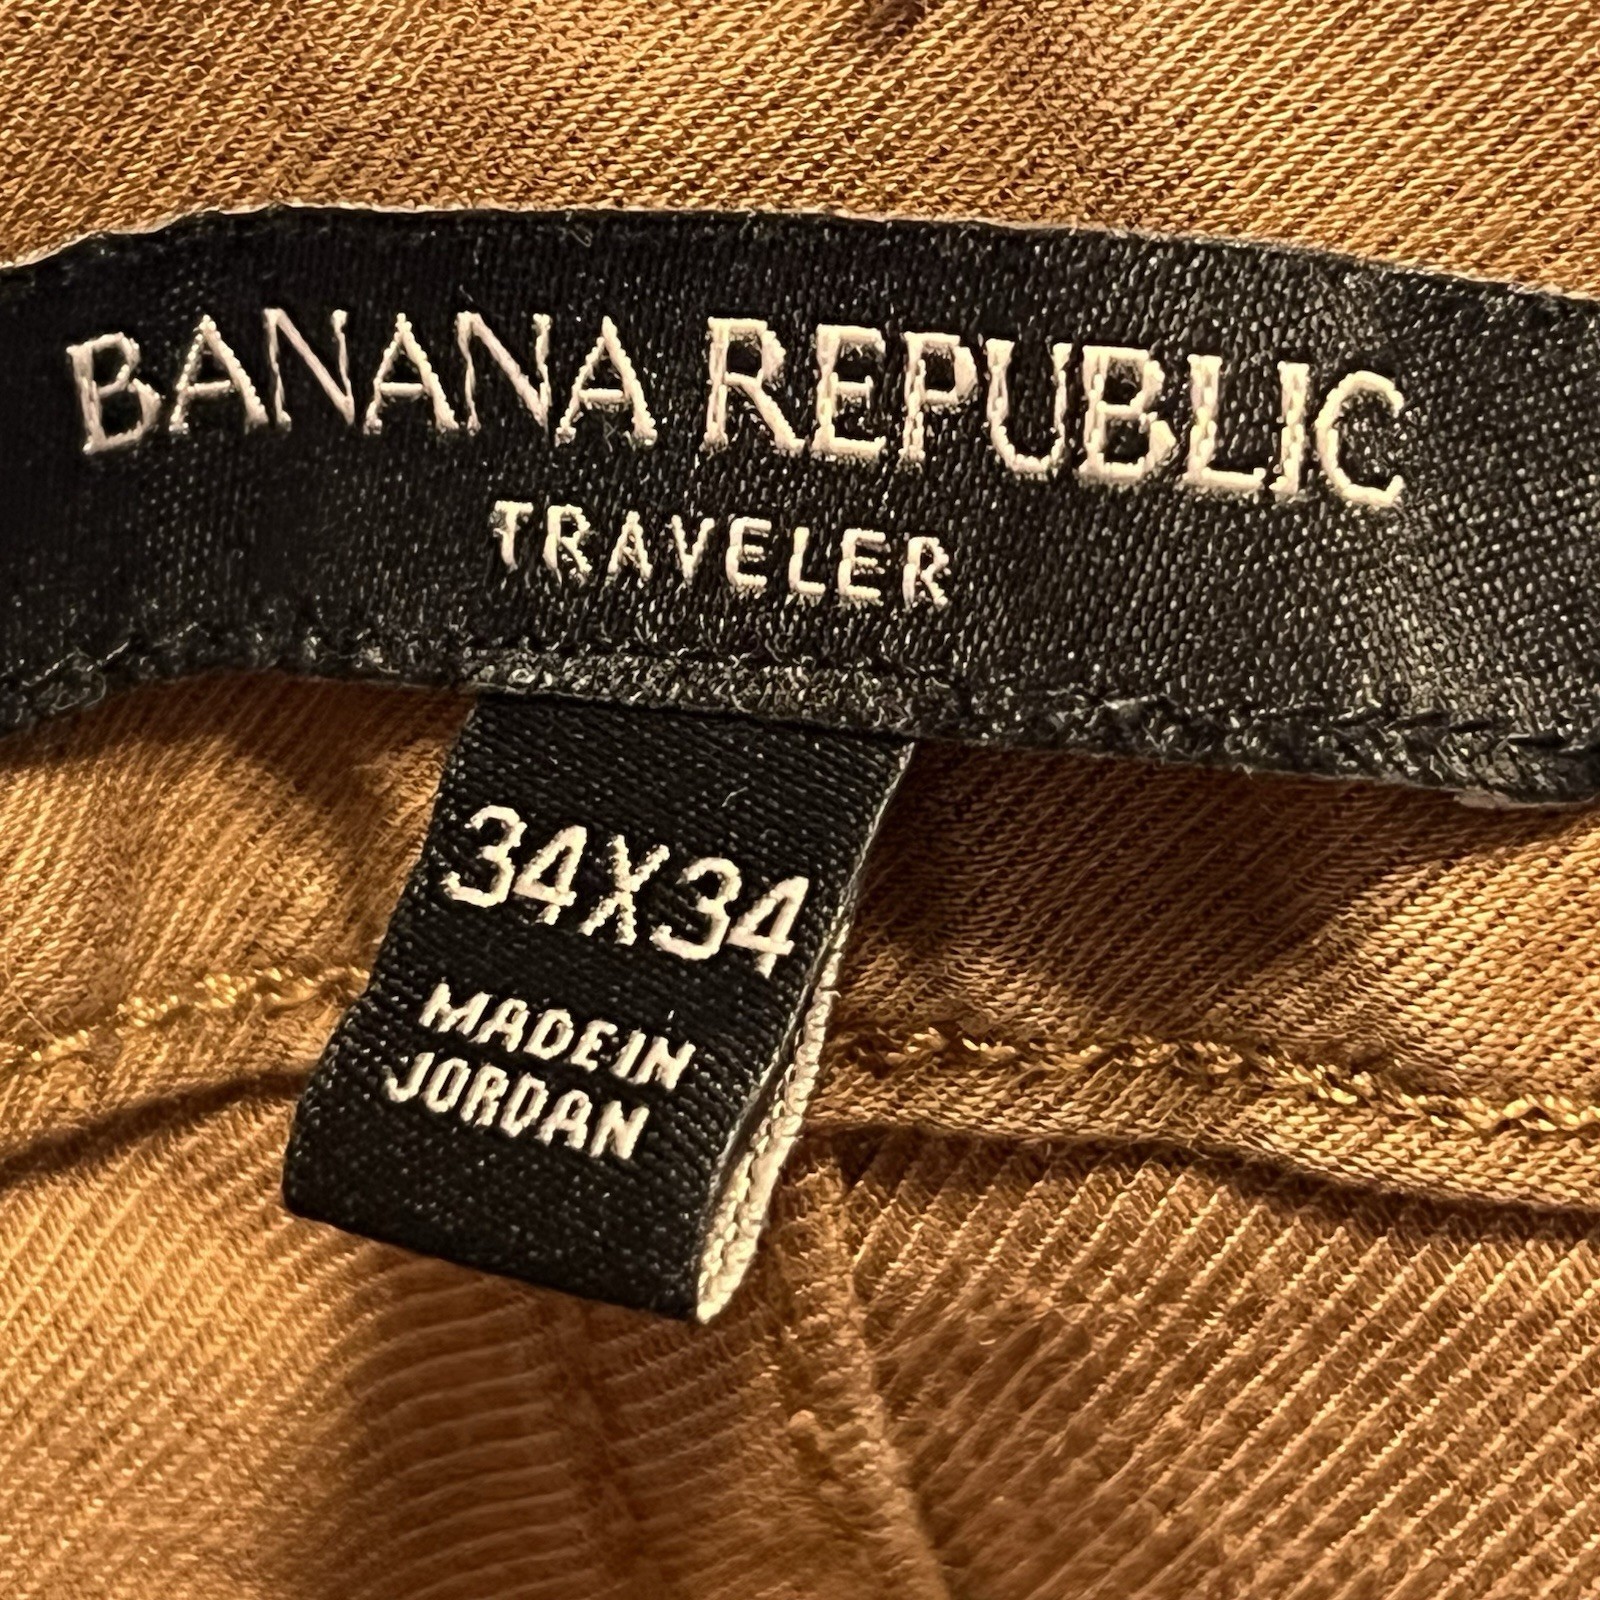 BANANA REPUBLIC
TRAVELER
34X34
MADE IN
JORDAN